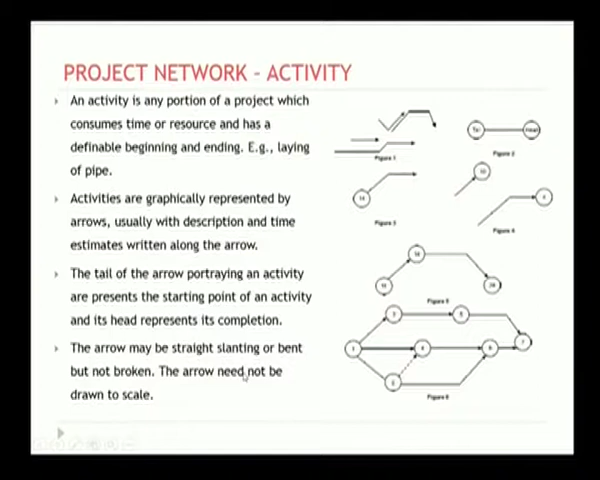 PROJECT NETWORK - ACTIVITY
An activity is any portion of a project which
consumes time or resource and has a
definable beginning and ending. E.g., laying
of pipe.
Activities are graphically represented by
arrows, usually with description and time
estimates written along the arrow.
The tail of the arrow portraying an activity
are presents the starting point of an activity
and its head represents its completion.
The arrow may be straight slanting or bent
but not broken. The arrow need not be
drawn to scale.
Figure 1
Figure 2
Figure 3
Figure 4
Figure 5
Figure 6